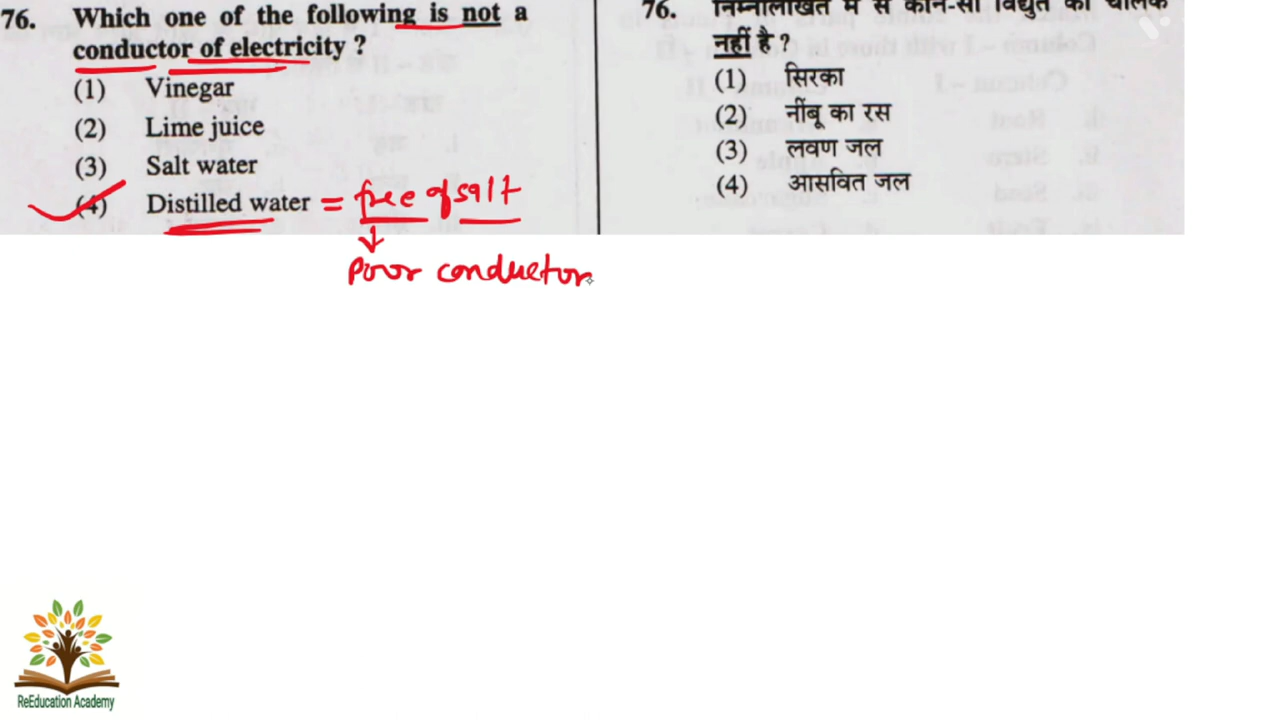 76. Which one of the following is not a
conductor of electricity ?
(1) Vinegar
(2) Lime juice
(3) Salt water
(4) Distilled water = free of salt
Poor conductor
76. निम्नलिखित में से कौन-सा विद्युत का चालक
नहीं है ?
(1) सिरका
(2) नींबू का रस
(3) लवण जल
(4) आसवित जल
ReEducation Academy